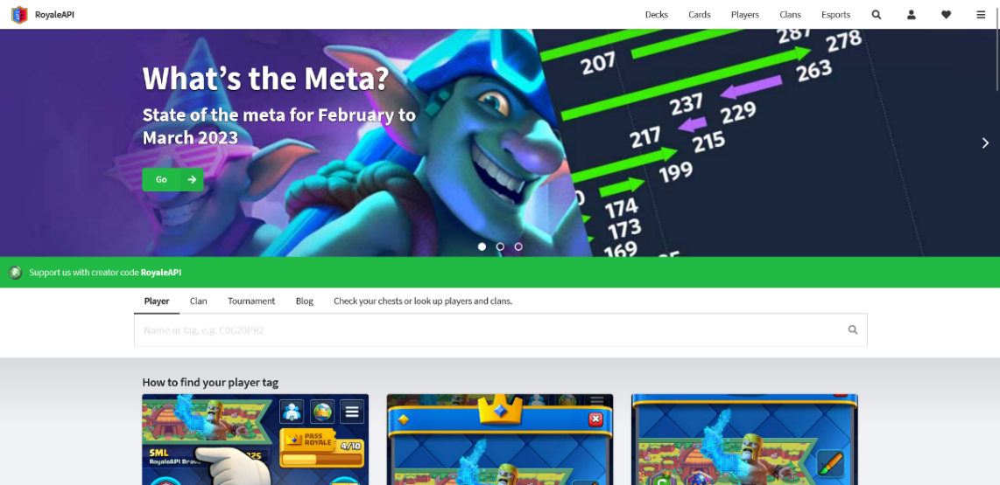 RoyaleAPI
Decks
Cards
Players
Clans
Esports
What's the Meta?
State of the meta for February to
March 2023
Go
207
287
278
263
237
229
217
215
199
174
173
169
Support us with creator code RoyaleAPI
Player
Clan
Tournament
Blog
Check your chests or look up players and clans.
Name or tag, e.g. C0G20PR2
How to find your player tag
PASS
ROYALE
4/10
SML
RoyaleAPI